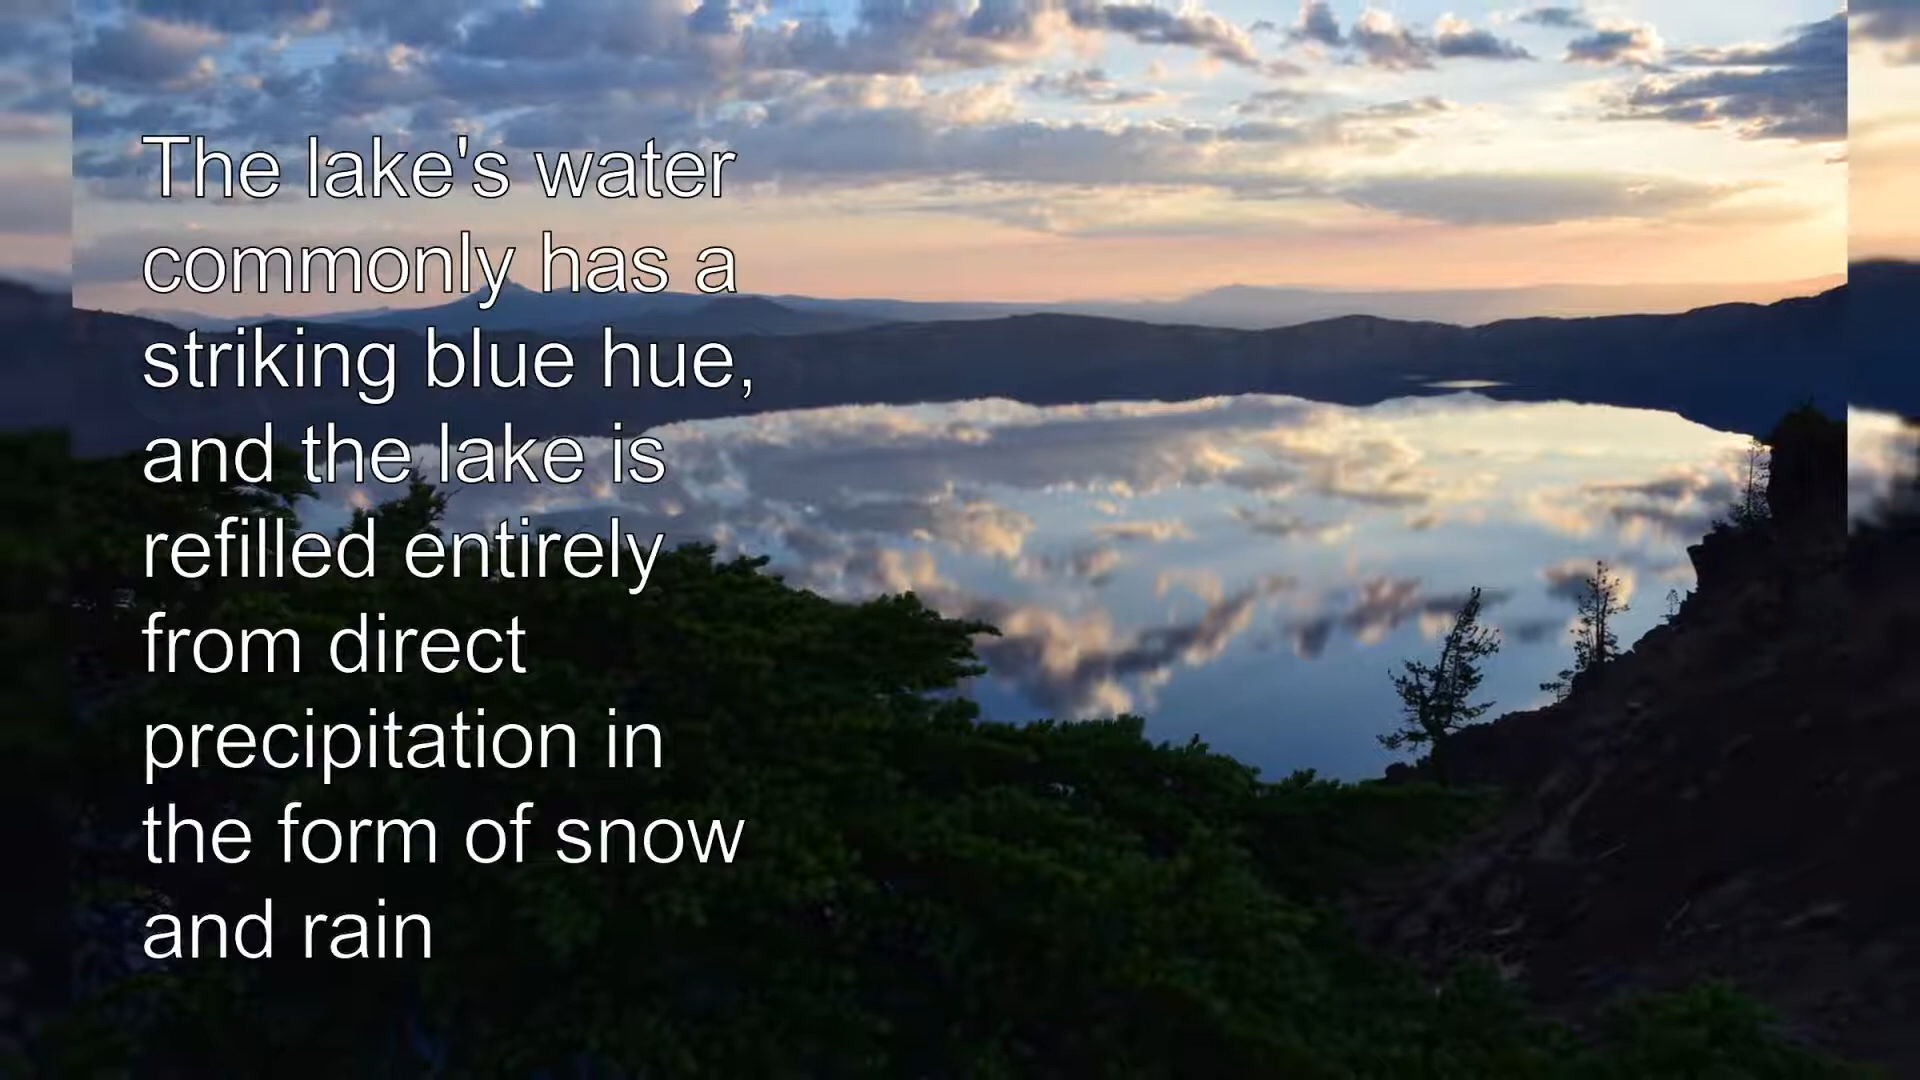 The lake's water
commonly has a
striking blue hue,
and the lake is
refilled entirely
from direct
precipitation in
the form of snow
and rain